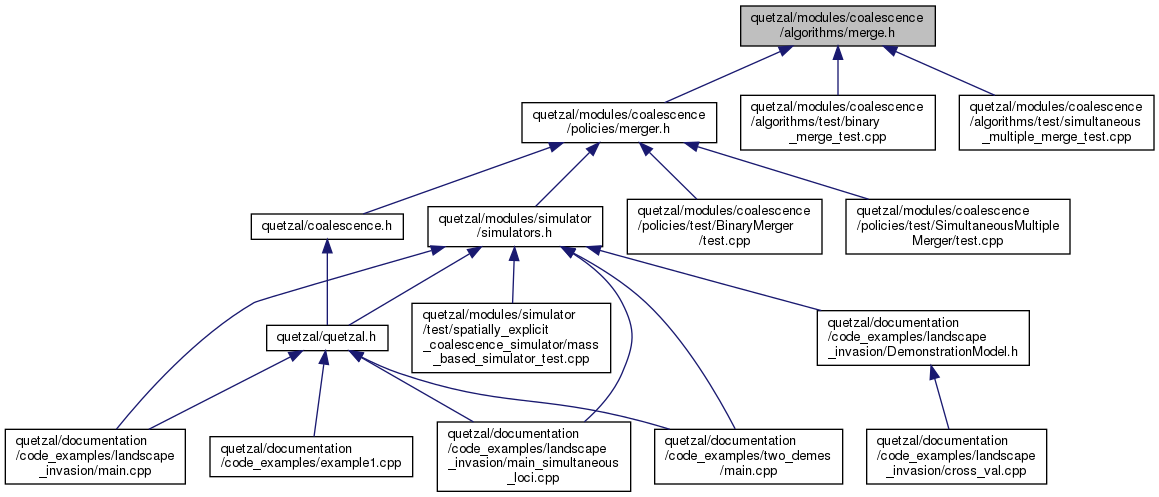 quetzal/modules/coalescence
/algorithms/merge.h
quetzal/modules/coalescence
/policies/merger.h
quetzal/modules/coalescence
/algorithms/test/binary
_merge_test.cpp
quetzal/modules/coalescence
/algorithms/test/simultaneous
_multiple_merge_test.cpp
quetzal/coalescence.h
quetzal/modules/simulator
/simulators.h
quetzal/modules/coalescence
/policies/test/BinaryMerger
/test.cpp
quetzal/modules/coalescence
/policies/test/SimultaneousMultiple
Merger/test.cpp
quetzal/quetzal.h
quetzal/modules/simulator
/test/spatially_explicit
_coalescence_simulator/mass
_based_simulator_test.cpp
quetzal/documentation
/code_examples/landscape
_invasion/DemonstrationModel.h
quetzal/documentation
/code_examples/landscape
_invasion/main.cpp
quetzal/documentation
/code_examples/example1.cpp
quetzal/documentation
/code_examples/landscape
_invasion/main_simultaneous
_loci.cpp
quetzal/documentation
/code_examples/two_demes
/main.cpp
quetzal/documentation
/code_examples/landscape
_invasion/cross_val.cpp